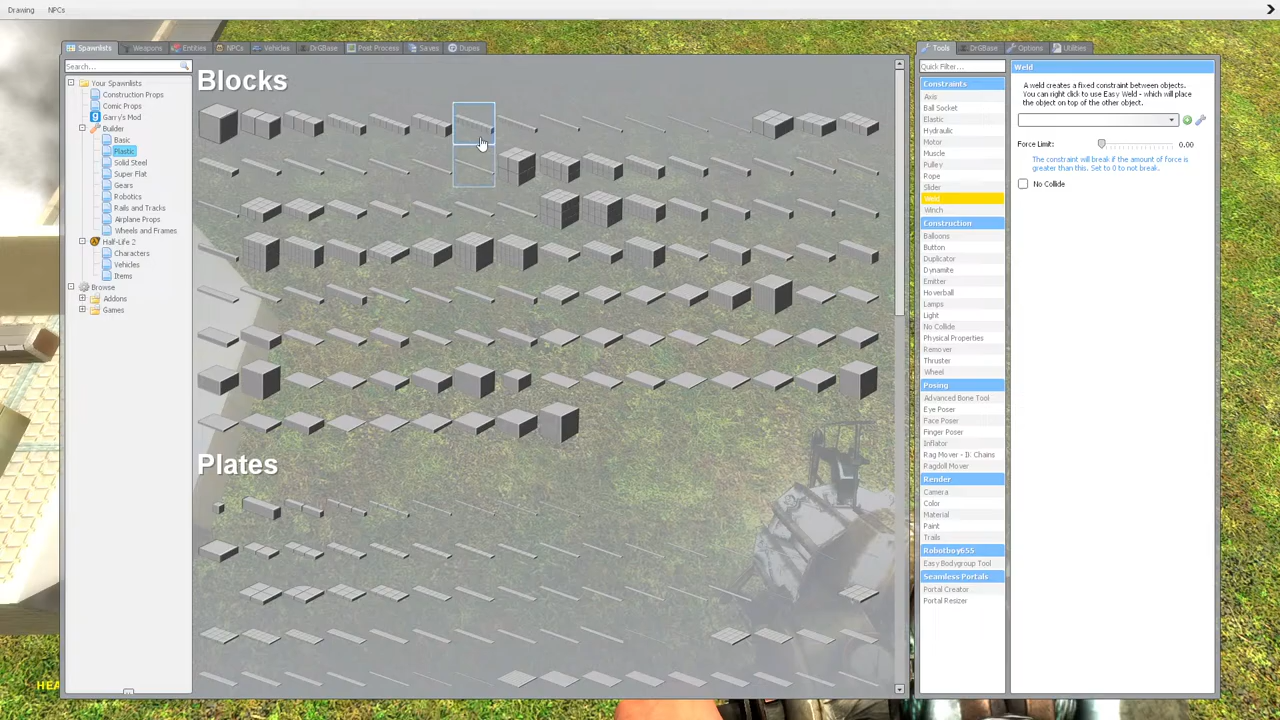 Drawing NPCs
Spawnlists Weapons Entities NPCs Vehicles DrGBase Post Process Saves Dupes
Search...
Your Spawnlists
Construction Props
Comic Props
Garry's Mod
Builder
Basic
Plastic
Solid Steel
Super Flat
Gears
Robotics
Rails and Tracks
Airplane Props
Wheels and Frames
Half-Life 2
Characters
Vehicles
Items
Browse
Addons
Games
Blocks
Plates
Tools DrGBase Options Utilities
Quick Filter...
Constraints
Axis
Ball Socket
Elastic
Hydraulic
Motor
Muscle
Pulley
Rope
Slider
Weld
Winch
Construction
Balloons
Button
Duplicator
Dynamite
Emitter
Hoverball
Lamps
Light
No Collide
Physical Properties
Remover
Thruster
Wheel
Posing
Advanced Bone Tool
Eye Poser
Face Poser
Finger Poser
Inflator
Rag Mover - IK Chains
Ragdoll Mover
Render
Camera
Color
Material
Paint
Trails
Robotboy655
Easy Bodygroup Tool
Seamless Portals
Portal Creator
Portal Resizer
Weld
A weld creates a fixed constraint between objects.
You can right click to use Easy Weld - which will place
the object on top of the other object.
Force Limit: 0.00
The constraint will break if the amount of force is
greater than this. Set to 0 to not break.
No Collide